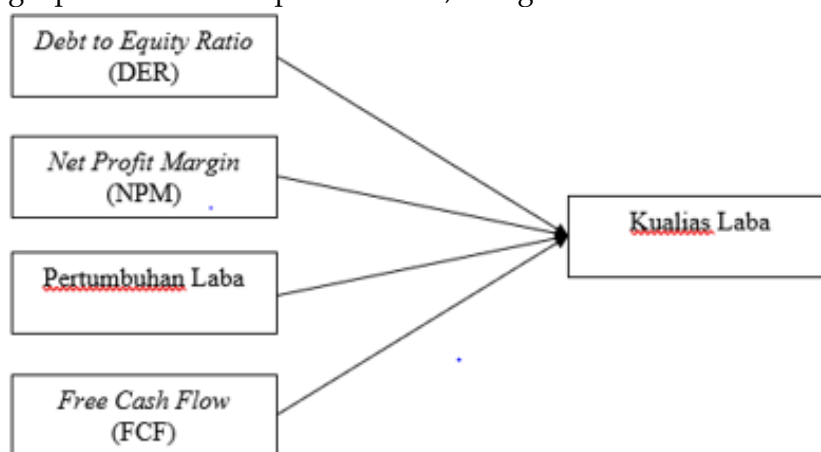 Debt to Equity Ratio
(DER)
Net Profit Margin
(NPM)
Pertumbuhan Laba
Free Cash Flow
(FCF)
Kualias Laba